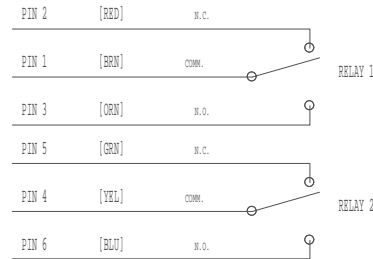 PIN 2 [RED] N.C.
PIN 1 [BRN] COMM.
RELAY 1
PIN 3 [ORN] N.O.
PIN 5 [GRN] N.C.
PIN 4 [YEL] COMM.
RELAY 2
PIN 6 [BLU] N.O.